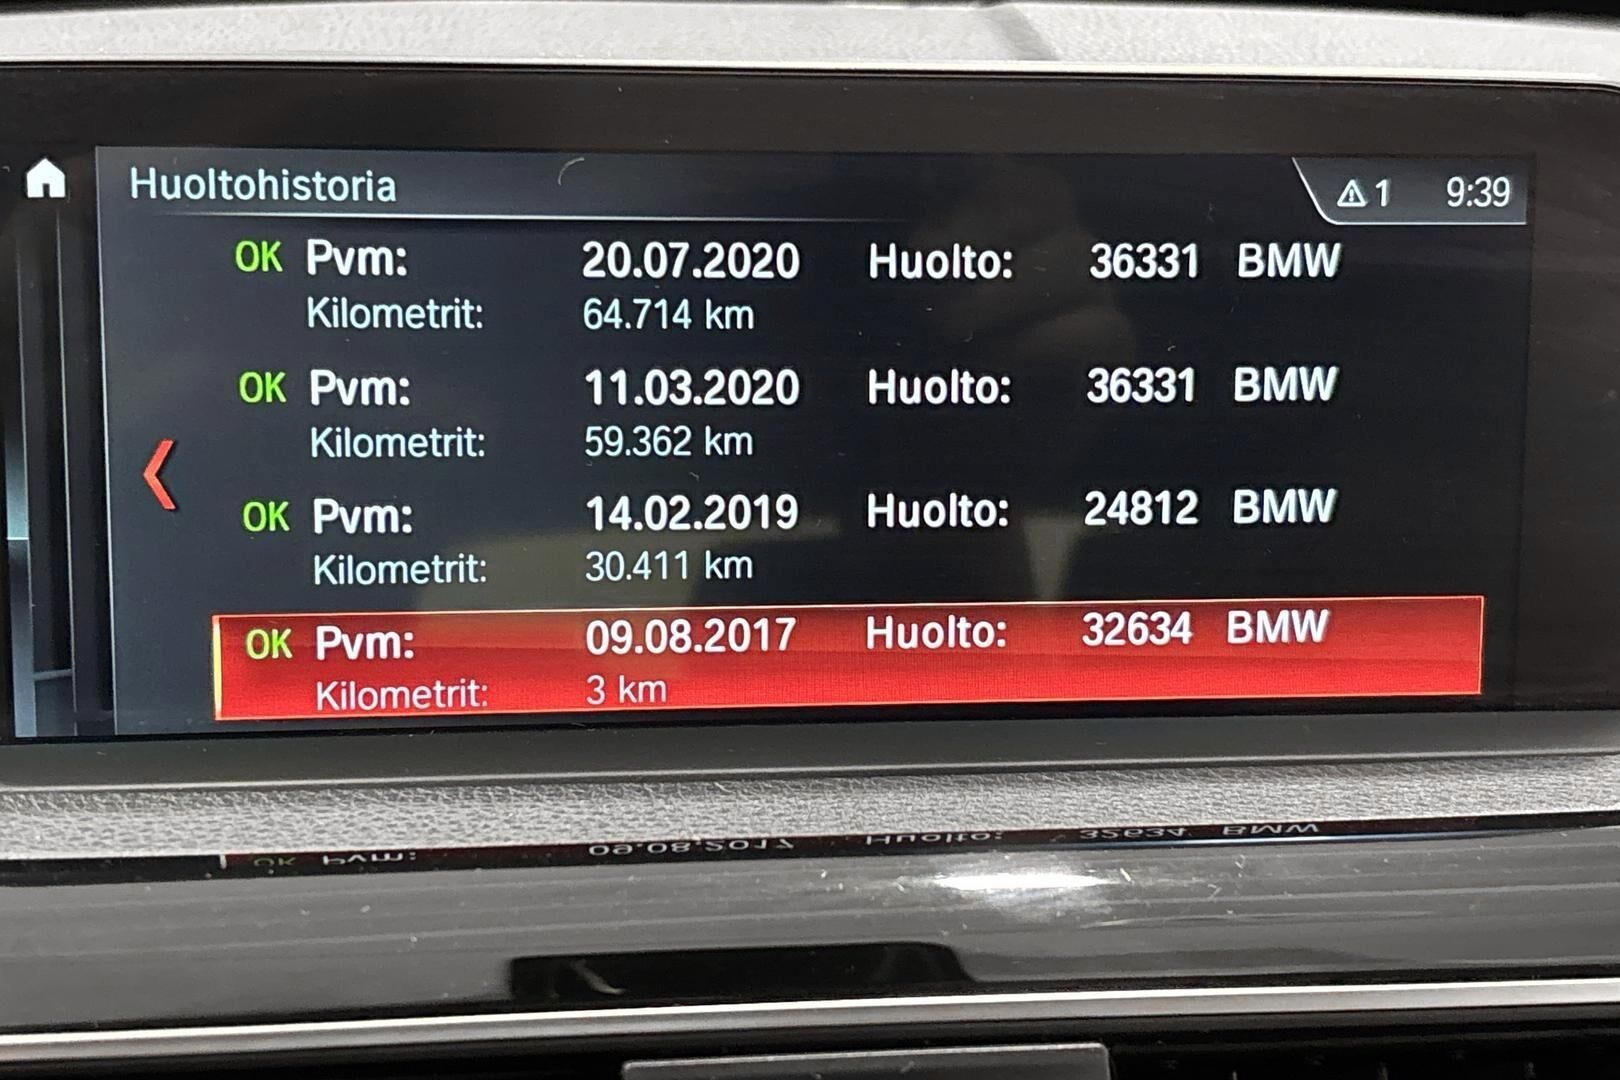 Huoltohistoria
1 9:39
OK Pvm: 20.07.2020 Huolto: 36331 BMW
Kilometrit: 64.714 km
OK Pvm: 11.03.2020 Huolto: 36331 BMW
Kilometrit: 59.362 km
OK Pvm: 14.02.2019 Huolto: 24812 BMW
Kilometrit: 30.411 km
OK Pvm: 09.08.2017 Huolto: 32634 BMW
Kilometrit: 3 km